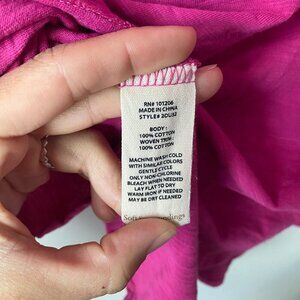 RN# 101206
MADE IN CHINA
BODY:
100% COTTON
WOVEN TRIM:
100% COTTON
MACHINE WASH COLD
WITH SIMILAR COLORS
GENTLE CYCLE
ONLY NON-CHLORINE
BLEACH WHEN NEEDED
LAY FLAT TO DRY
WARM IRON IF NEEDED
MAY BE DRY CLEANED
Soft